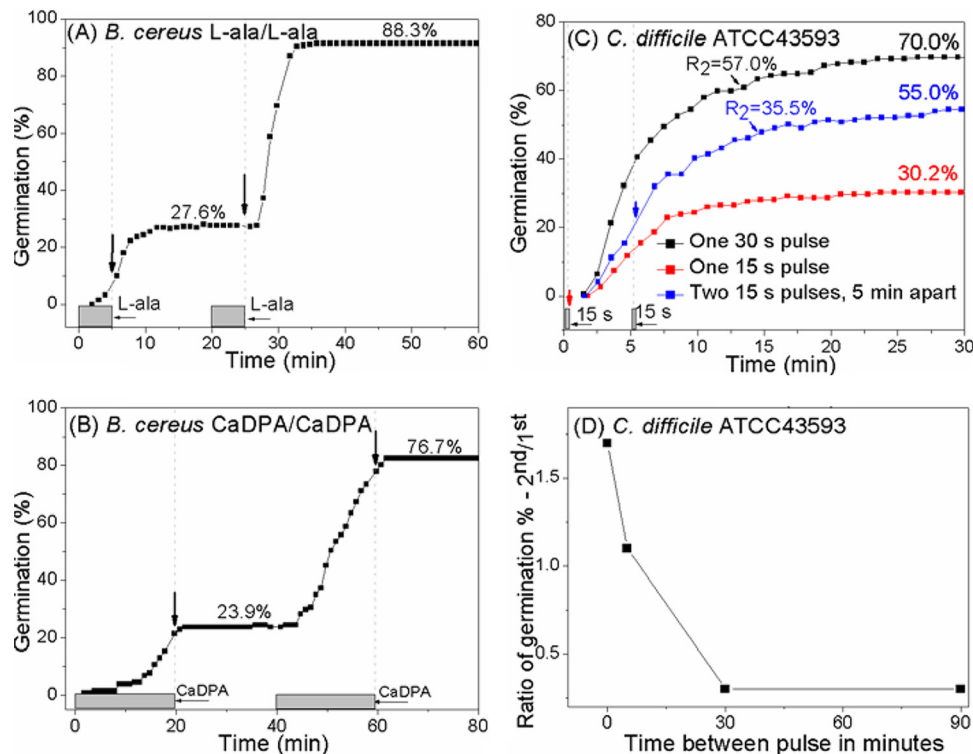 (A) B. cereus L-ala/L-ala
88.3%
27.6%
L-ala
L-ala
Germination (%)
100
80
60
40
20
0
0 10 20 30 40 50 60
Time (min)
(C) C. difficile ATCC43593
70.0%
R2=57.0%
55.0%
R2=35.5%
30.2%
One 30 s pulse
One 15 s pulse
Two 15 s pulses, 5 min apart
15 s
15 s
Germination (%)
80
60
40
20
0
0 5 10 15 20 25 30
Time (min)
(B) B. cereus CaDPA/CaDPA
76.7%
23.9%
CaDPA
CaDPA
Germination (%)
100
80
60
40
20
0
0 20 40 60 80
Time (min)
(D) C. difficile ATCC43593
Ratio of germination % - 2nd/1st
1.5
0.5
0 30 60 90
Time between pulse in minutes